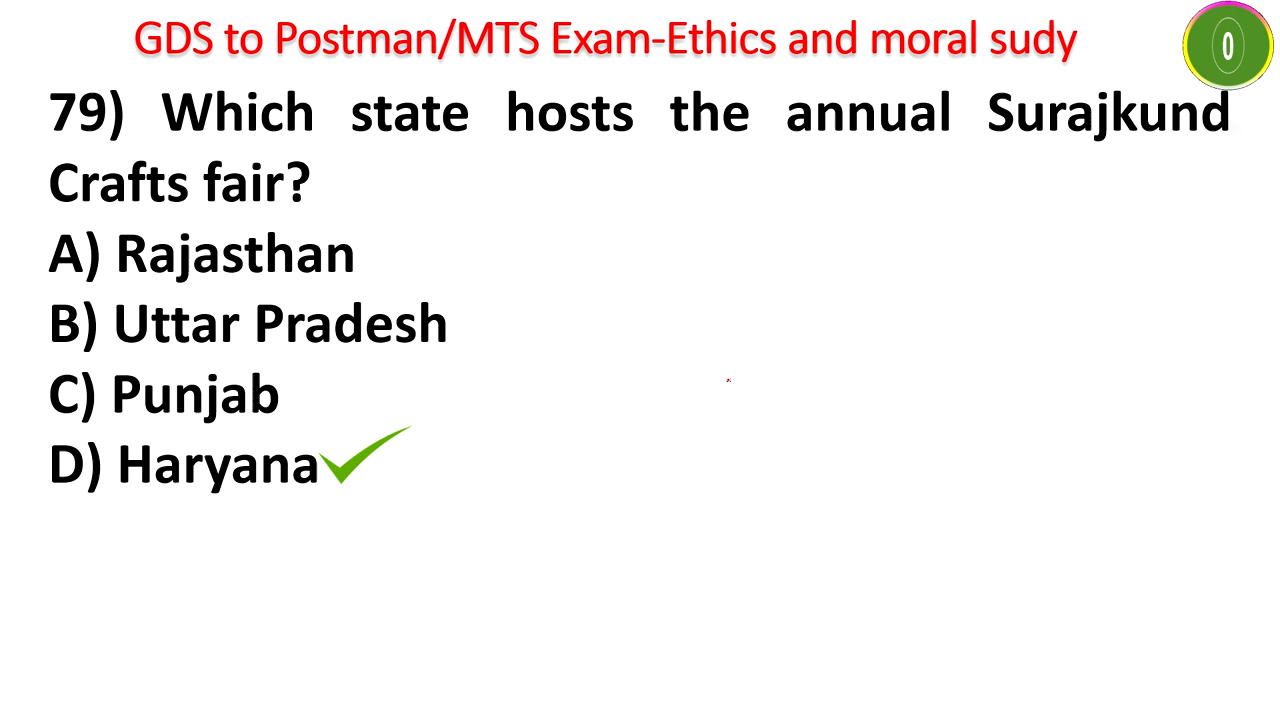 GDS to Postman/MTS Exam-Ethics and moral sudy
0
79) Which state hosts the annual Surajkund
Crafts fair?
A) Rajasthan
B) Uttar Pradesh
C) Punjab
D) Haryana